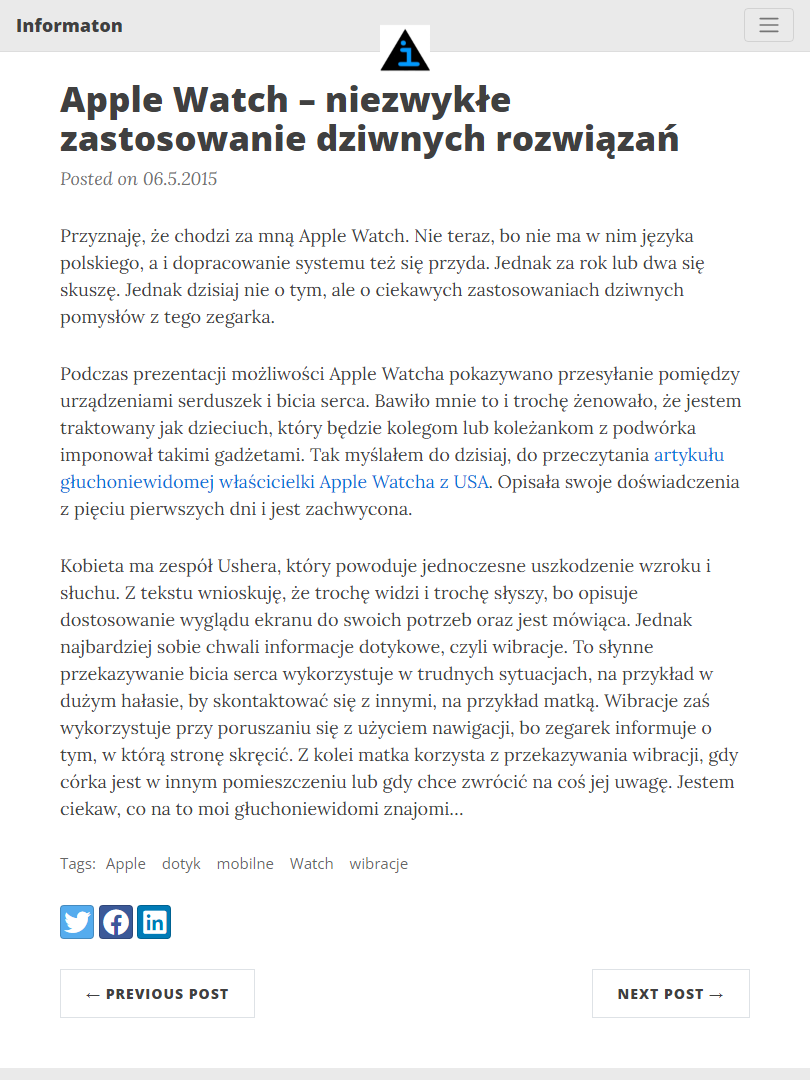 Informaton
i
Apple Watch – niezwykłe
zastosowanie dziwnych rozwiązań
Posted on 06.5.2015
Przyznaję, że chodzi za mną Apple Watch. Nie teraz, bo nie ma w nim języka
polskiego, a i dopracowanie systemu też się przyda. Jednak za rok lub dwa się
skuszę. Jednak dzisiaj nie o tym, ale o ciekawych zastosowaniach dziwnych
pomysłów z tego zegarka.
Podczas prezentacji możliwości Apple Watcha pokazywano przesyłanie pomiędzy
urządzeniami serduszek i bicia serca. Bawiło mnie to i trochę żenowało, że jestem
traktowany jak dzieciuch, który będzie kolegom lub koleżankom z podwórka
imponował takimi gadżetami. Tak myślałem do dzisiaj, do przeczytania artykułu
głuchoniewidomej właścicielki Apple Watcha z USA. Opisała swoje doświadczenia
z pięciu pierwszych dni i jest zachwycona.
Kobieta ma zespół Ushera, który powoduje jednoczesne uszkodzenie wzroku i
słuchu. Z tekstu wnioskuję, że trochę widzi i trochę słyszy, bo opisuje
dostosowanie wyglądu ekranu do swoich potrzeb oraz jest mówiąca. Jednak
najbardziej sobie chwali informacje dotykowe, czyli wibracje. To słynne
przekazywanie bicia serca wykorzystuje w trudnych sytuacjach, na przykład w
dużym hałasie, by skontaktować się z innymi, na przykład matką. Wibracje zaś
wykorzystuje przy poruszaniu się z użyciem nawigacji, bo zegarek informuje o
tym, w którą stronę skręcić. Z kolei matka korzysta z przekazywania wibracji, gdy
córka jest w innym pomieszczeniu lub gdy chce zwrócić na coś jej uwagę. Jestem
ciekaw, co na to moi głuchoniewidomi znajomi…
Tags: Apple dotyk mobilne Watch wibracje
← PREVIOUS POST
NEXT POST →